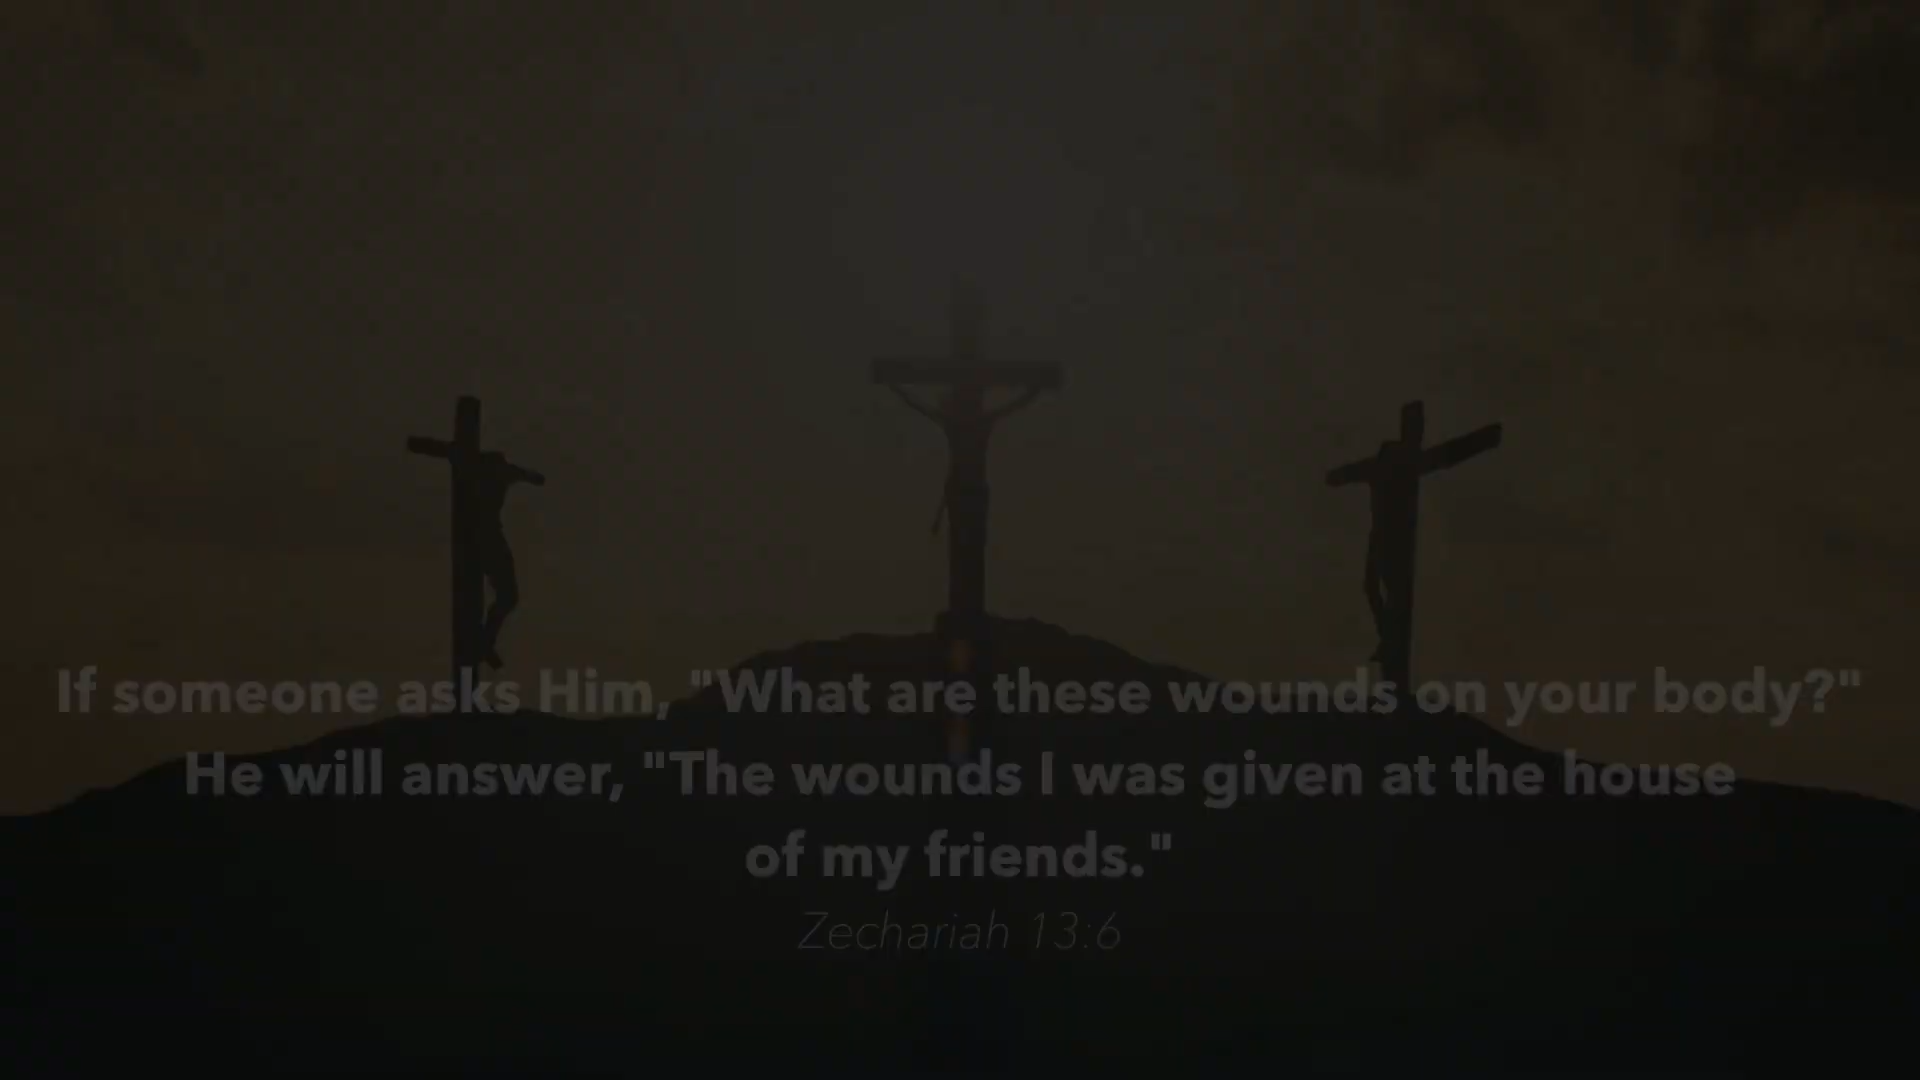 If someone asks Him, "What are these wounds on your body?"
He will answer, "The wounds I was given at the house
of my friends."
Zechariah 13:6